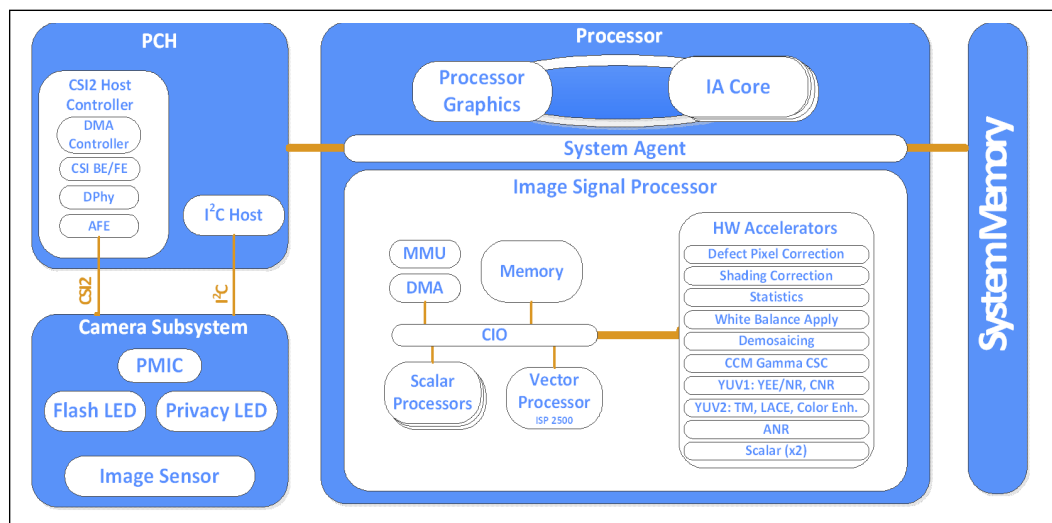 PCH
CSI2 Host
Controller
DMA
Controller
CSI BE/FE
DPhy
AFE
I²C Host
CSI2
I²C
Camera Subsystem
PMIC
Flash LED
Privacy LED
Image Sensor
Processor
Processor
Graphics
IA Core
System Agent
Image Signal Processor
MMU
DMA
Memory
CIO
Scalar
Processors
Vector
Processor
ISP 2500
HW Accelerators
Defect Pixel Correction
Shading Correction
Statistics
White Balance Apply
Demosaicing
CCM Gamma CSC
YUV1: YEE/NR, CNR
YUV2: TM, LACE, Color Enh.
ANR
Scalar (x2)
System Memory